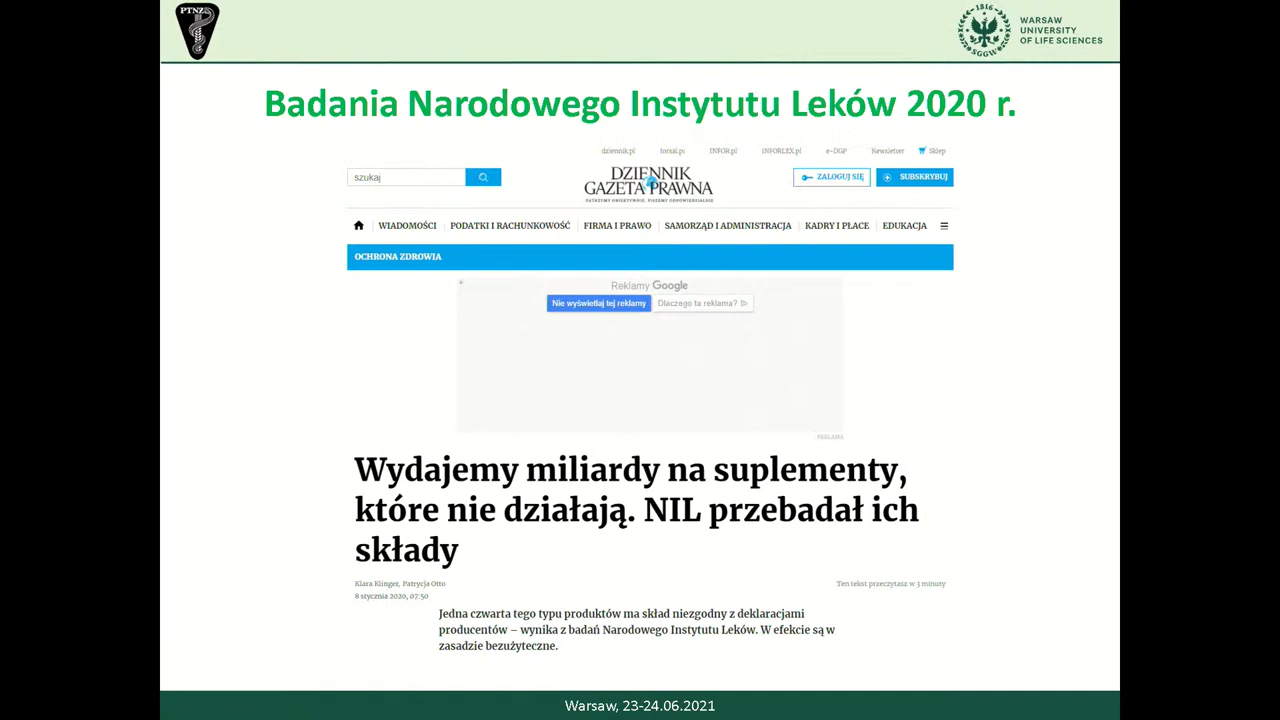 PTNZ
1816
SGGW
WARSAW
UNIVERSITY
OF LIFE SCIENCES
Badania Narodowego Instytutu Leków 2020 r.
dziennik.pl forsal.pl INFOR.pl INFORLEX.pl e-DGP Newsletter Sklep
szukaj
DZIENNIK
GAZETA PRAWNA
PATRZYMY OBIEKTYWNIE, PISZEMY ODPOWIEDZIALNIE
ZALOGUJ SIĘ SUBSKRYBUJ
WIADOMOŚCI PODATKI I RACHUNKOWOŚĆ FIRMA I PRAWO SAMORZĄD I ADMINISTRACJA KADRY I PŁACE EDUKACJA
OCHRONA ZDROWIA
Reklamy Google
Nie wyświetlaj tej reklamy Dlaczego ta reklama?
REKLAMA
Wydajemy miliardy na suplementy,
które nie działają. NIL przebadał ich
składy
Klara Klinger, Patrycja Otto Ten tekst przeczytasz w 3 minuty
8 stycznia 2020, 07:50
Jedna czwarta tego typu produktów ma skład niezgodny z deklaracjami
producentów – wynika z badań Narodowego Instytutu Leków. W efekcie są w
zasadzie bezużyteczne.
Warsaw, 23-24.06.2021